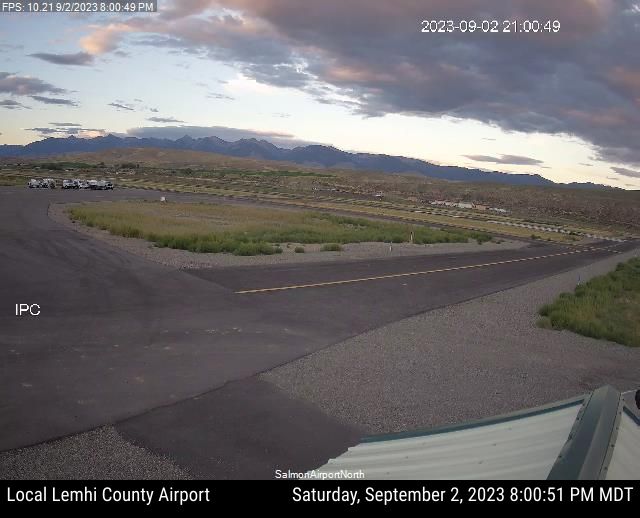 FPS: 10.21 9/2/2023 8:00:49 PM
2023-09-02 21:00:49
IPC
SalmonAirportNorth
Local Lemhi County Airport
Saturday, September 2, 2023 8:00:51 PM MDT